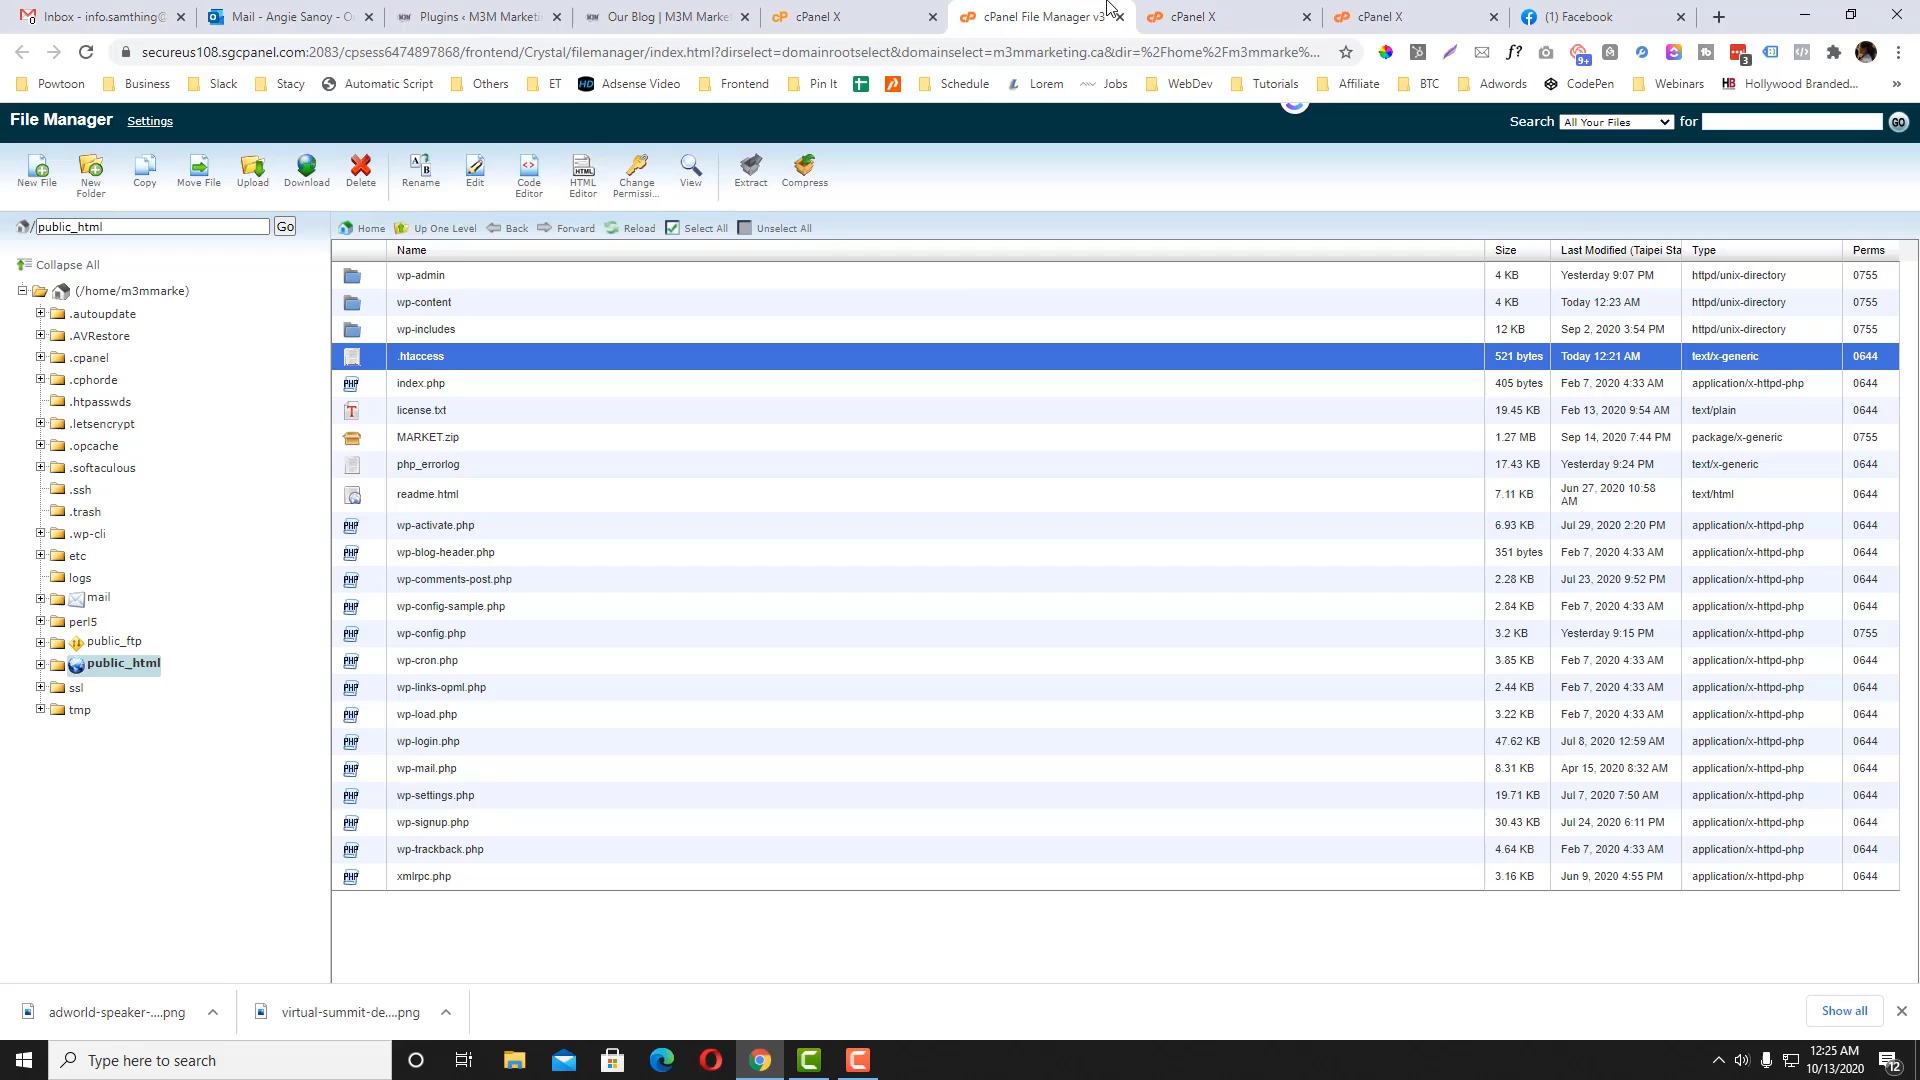 Inbox - info.samthing@
Mail - Angie Sanoy - O
Plugins ‹ M3M Marketi
Our Blog | M3M Marke
cPanel X
cPanel File Manager v3
cPanel X
cPanel X
(1) Facebook
secureus108.sgcpanel.com:2083/cpsess6474897868/frontend/Crystal/filemanager/index.html?dirselect=domainrootselect&domainselect=m3mmarketing.ca&dir=%2Fhome%2Fm3mmarke%...
f?
9+
3
Powtoon
Business
Slack
Stacy
Automatic Script
Others
ET
HD Adsense Video
Frontend
Pin It
Schedule
Lorem
Jobs
WebDev
Tutorials
Affiliate
BTC
Adwords
CodePen
Webinars
HB Hollywood Branded...
»
File Manager Settings
Search All Your Files for GO
New File
New Folder
Copy
Move File
Upload
Download
Delete
Rename
Edit
Code Editor
HTML Editor
Change Permissi...
View
Extract
Compress
/ public_html Go
Home Up One Level Back Forward Reload Select All Unselect All
Collapse All
(/home/m3mmarke)
.autoupdate
.AVRestore
.cpanel
.cphorde
.htpasswds
.letsencrypt
.opcache
.softaculous
.ssh
.trash
.wp-cli
etc
logs
mail
perl5
public_ftp
public_html
ssl
tmp
Name Size Last Modified (Taipei Sta Type Perms
wp-admin 4 KB Yesterday 9:07 PM httpd/unix-directory 0755
wp-content 4 KB Today 12:23 AM httpd/unix-directory 0755
wp-includes 12 KB Sep 2, 2020 3:54 PM httpd/unix-directory 0755
.htaccess 521 bytes Today 12:21 AM text/x-generic 0644
index.php 405 bytes Feb 7, 2020 4:33 AM application/x-httpd-php 0644
license.txt 19.45 KB Feb 13, 2020 9:54 AM text/plain 0644
MARKET.zip 1.27 MB Sep 14, 2020 7:44 PM package/x-generic 0755
php_errorlog 17.43 KB Yesterday 9:24 PM text/x-generic 0644
readme.html 7.11 KB Jun 27, 2020 10:58 AM text/html 0644
wp-activate.php 6.93 KB Jul 29, 2020 2:20 PM application/x-httpd-php 0644
wp-blog-header.php 351 bytes Feb 7, 2020 4:33 AM application/x-httpd-php 0644
wp-comments-post.php 2.28 KB Jul 23, 2020 9:52 PM application/x-httpd-php 0644
wp-config-sample.php 2.84 KB Feb 7, 2020 4:33 AM application/x-httpd-php 0644
wp-config.php 3.2 KB Yesterday 9:15 PM application/x-httpd-php 0755
wp-cron.php 3.85 KB Feb 7, 2020 4:33 AM application/x-httpd-php 0644
wp-links-opml.php 2.44 KB Feb 7, 2020 4:33 AM application/x-httpd-php 0644
wp-load.php 3.22 KB Feb 7, 2020 4:33 AM application/x-httpd-php 0644
wp-login.php 47.62 KB Jul 8, 2020 12:59 AM application/x-httpd-php 0644
wp-mail.php 8.31 KB Apr 15, 2020 8:32 AM application/x-httpd-php 0644
wp-settings.php 19.71 KB Jul 7, 2020 7:50 AM application/x-httpd-php 0644
wp-signup.php 30.43 KB Jul 24, 2020 6:11 PM application/x-httpd-php 0644
wp-trackback.php 4.64 KB Feb 7, 2020 4:33 AM application/x-httpd-php 0644
xmlrpc.php 3.16 KB Jun 9, 2020 4:55 PM application/x-httpd-php 0644
adworld-speaker-....png
virtual-summit-de....png
Show all
Type here to search
12:25 AM
10/13/2020
12